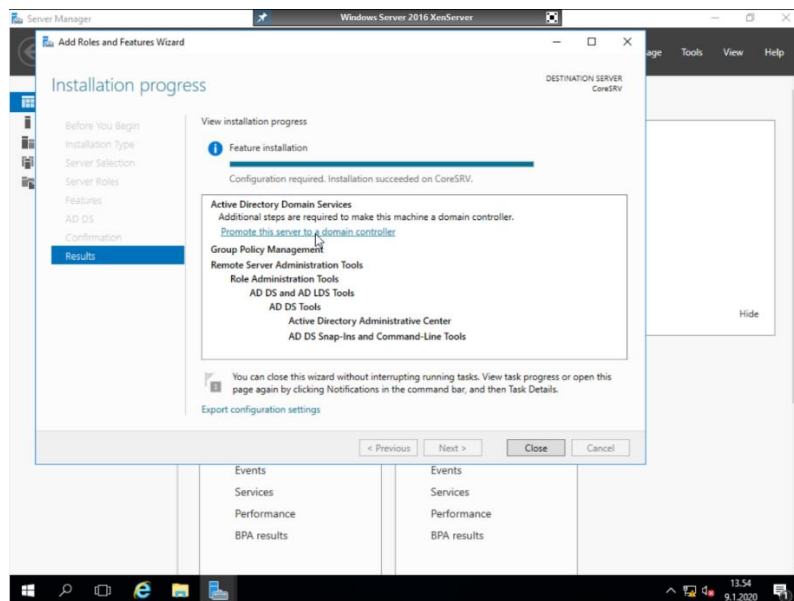 Server Manager
Windows Server 2016 XenServer
Add Roles and Features Wizard
Tools View Help
Installation progress
DESTINATION SERVER
CoreSRV
Before You Begin
Installation Type
Server Selection
Server Roles
Features
AD DS
Confirmation
Results
View installation progress
Feature installation
Configuration required. Installation succeeded on CoreSRV.
Active Directory Domain Services
Additional steps are required to make this machine a domain controller.
Promote this server to a domain controller
Group Policy Management
Remote Server Administration Tools
Role Administration Tools
AD DS and AD LDS Tools
AD DS Tools
Active Directory Administrative Center
AD DS Snap-Ins and Command-Line Tools
You can close this wizard without interrupting running tasks. View task progress or open this
page again by clicking Notifications in the command bar, and then Task Details.
Export configuration settings
< Previous Next > Close Cancel
Hide
Events Events
Services Services
Performance Performance
BPA results BPA results
13.54
9.1.2020